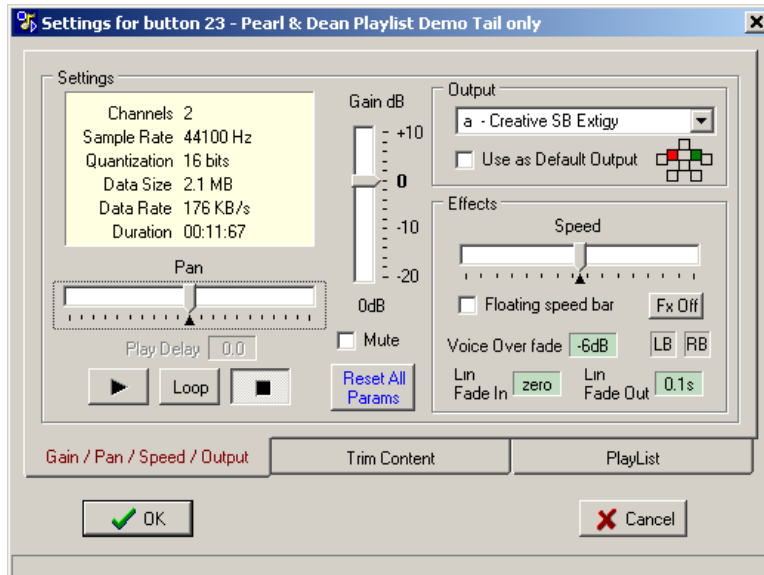 Settings for button 23 - Pearl & Dean Playlist Demo Tail only
Settings
Channels 2
Sample Rate 44100 Hz
Quantization 16 bits
Data Size 2.1 MB
Data Rate 176 KB/s
Duration 00:11:67
Pan
Play Delay 0.0
Loop
Gain dB
+10
0
-10
-20
0dB
Mute
Reset All
Params
Output
a - Creative SB Extigy
Use as Default Output
Effects
Speed
Floating speed bar
Fx Off
Voice Over fade -6dB
LB RB
Lin
Fade In zero
Lin
Fade Out 0.1s
Gain / Pan / Speed / Output
Trim Content
PlayList
OK
Cancel